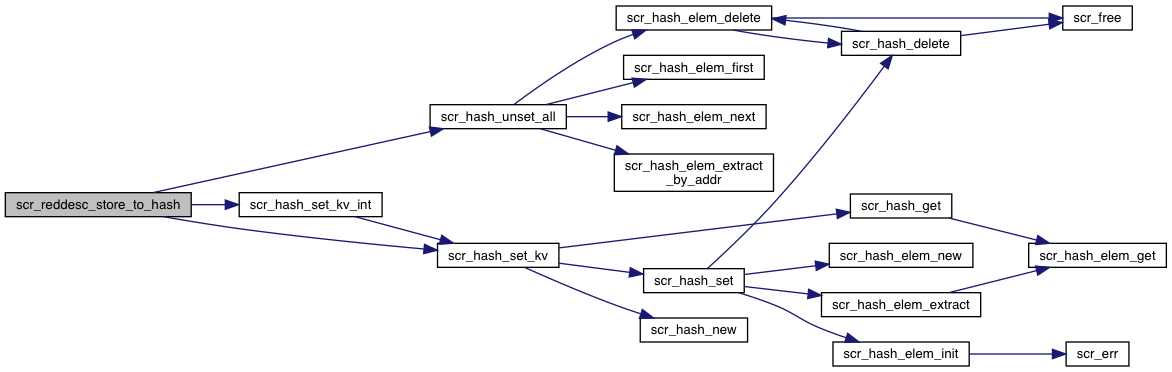 scr_hash_elem_delete
scr_free
scr_hash_delete
scr_hash_elem_first
scr_hash_unset_all
scr_hash_elem_next
scr_hash_elem_extract
_by_addr
scr_reddesc_store_to_hash
scr_hash_set_kv_int
scr_hash_get
scr_hash_set_kv
scr_hash_elem_new
scr_hash_elem_get
scr_hash_set
scr_hash_elem_extract
scr_hash_new
scr_hash_elem_init
scr_err